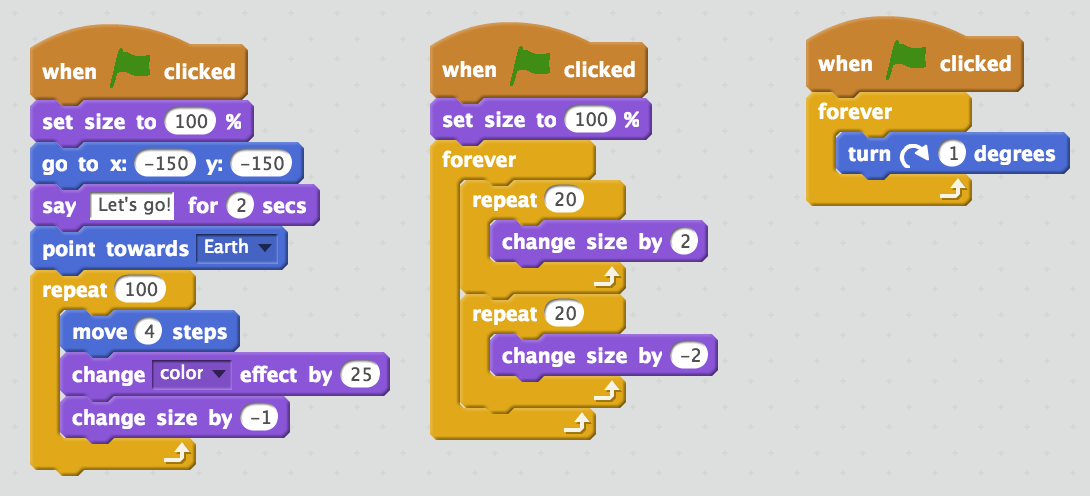 when clicked
set size to 100 %
go to x: -150 y: -150
say Let's go! for 2 secs
point towards Earth
repeat 100
move 4 steps
change color effect by 25
change size by -1
when clicked
set size to 100 %
forever
repeat 20
change size by 2
repeat 20
change size by -2
when clicked
forever
turn 1 degrees